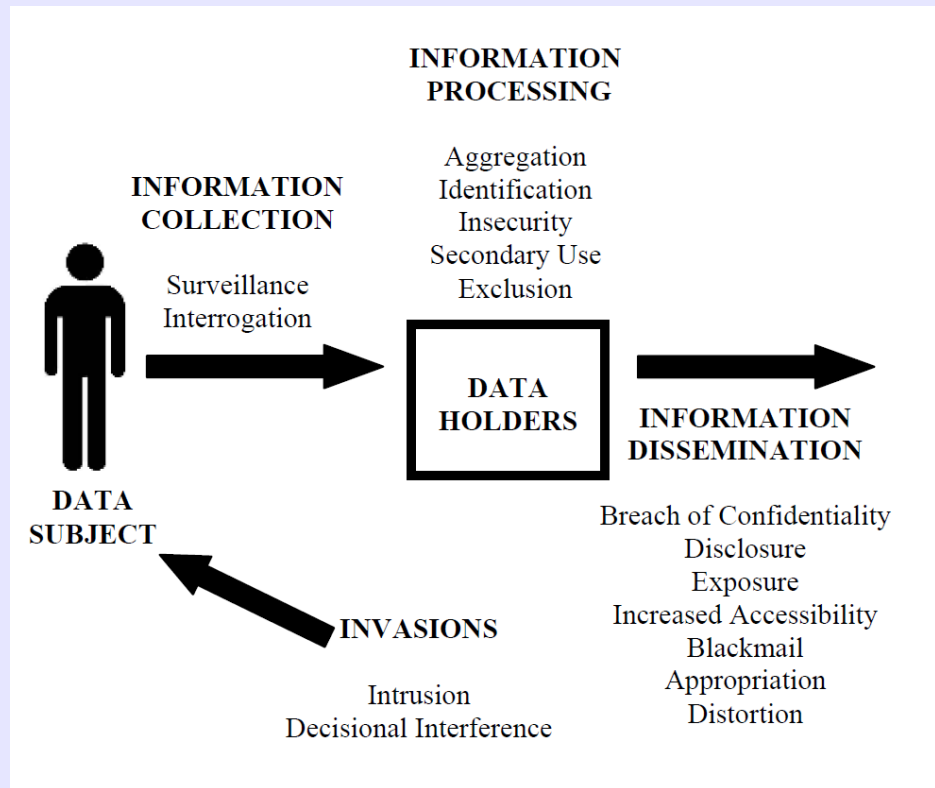 INFORMATION
PROCESSING
Aggregation
Identification
Insecurity
Secondary Use
Exclusion
INFORMATION
COLLECTION
Surveillance
Interrogation
DATA
HOLDERS
INFORMATION
DISSEMINATION
Breach of Confidentiality
Disclosure
Exposure
Increased Accessibility
Blackmail
Appropriation
Distortion
DATA
SUBJECT
INVASIONS
Intrusion
Decisional Interference